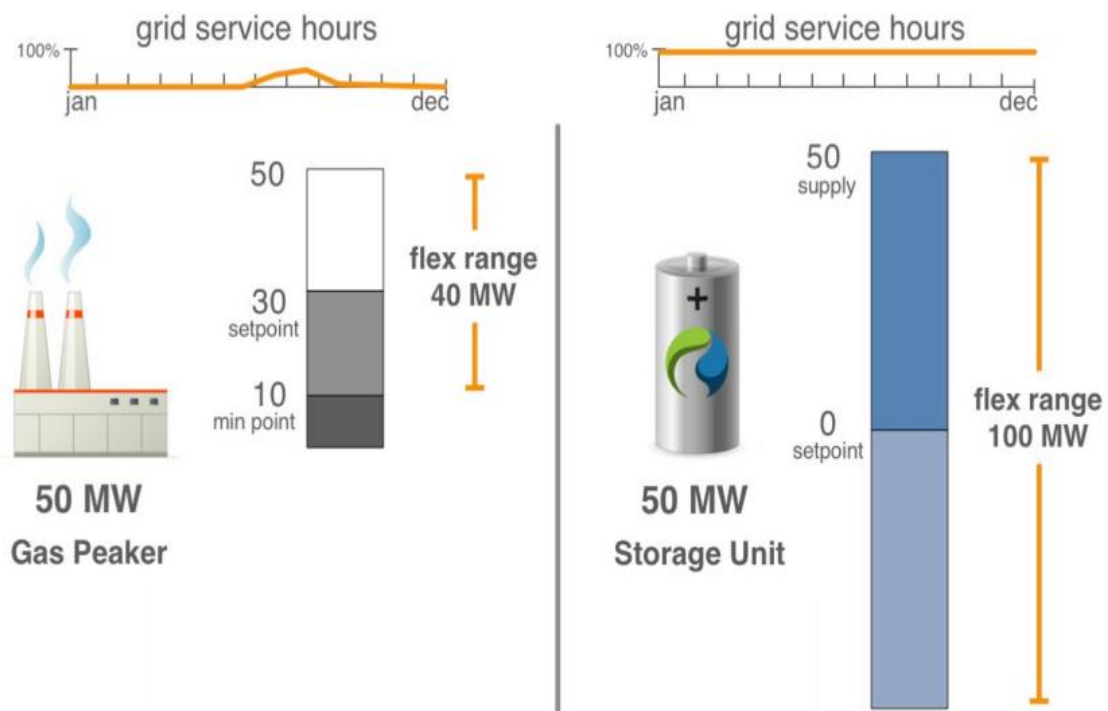 grid service hours
100%
jan
dec
50
30
setpoint
10
min point
flex range
40 MW
50 MW
Gas Peaker
grid service hours
100%
jan
dec
50
supply
0
setpoint
+
flex range
100 MW
50 MW
Storage Unit